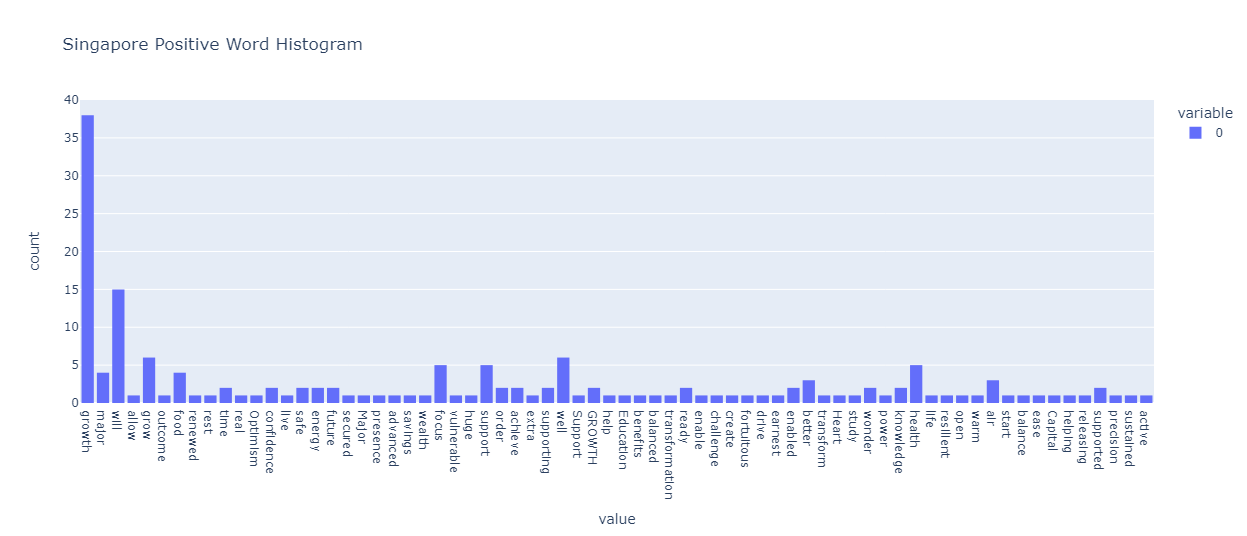 Singapore Positive Word Histogram
variable
0
count
40
35
30
25
20
15
10
5
0
growth
major
will
allow
grow
outcome
food
renewed
rest
time
real
Optimism
confidence
live
safe
energy
future
secured
Major
presence
advanced
savings
wealth
focus
vulnerable
huge
support
order
achieve
extra
supporting
well
Support
GROWTH
help
Education
benefits
balanced
transformation
ready
enable
challenge
create
fortuitous
drive
earnest
enabled
better
transform
Heart
study
wonder
power
knowledge
health
life
resilient
open
warm
air
start
balance
ease
Capital
helping
releasing
supported
precision
sustained
active
value